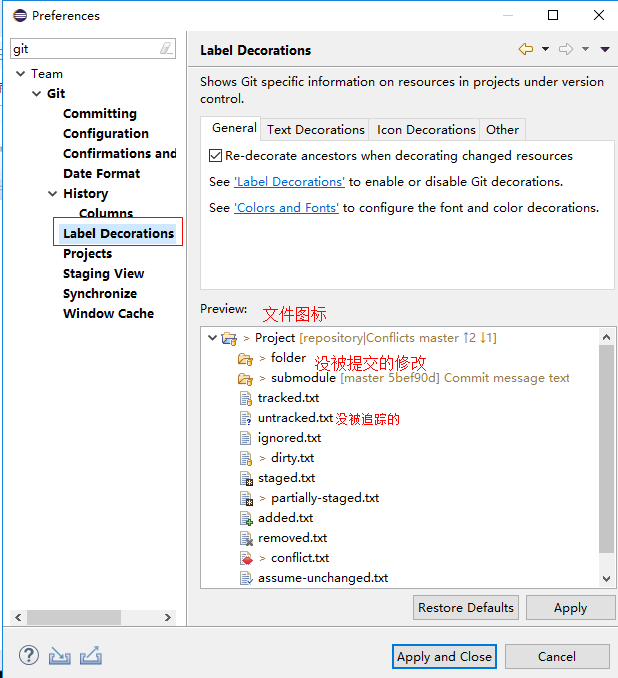 Preferences
git
Team
Git
Committing
Configuration
Confirmations and
Date Format
History
Columns
Label Decorations
Projects
Staging View
Synchronize
Window Cache
Label Decorations
Shows Git specific information on resources in projects under version
control.
General Text Decorations Icon Decorations Other
Re-decorate ancestors when decorating changed resources
See 'Label Decorations' to enable or disable Git decorations.
See 'Colors and Fonts' to configure the font and color decorations.
Preview: 文件图标
> Project [repository|Conflicts master ↑2 ↓1]
> folder 没被提交的修改
> submodule [master 5bef90d] Commit message text
tracked.txt
untracked.txt 没被追踪的
ignored.txt
> dirty.txt
staged.txt
> partially-staged.txt
added.txt
removed.txt
> conflict.txt
assume-unchanged.txt
Restore Defaults Apply
Apply and Close Cancel